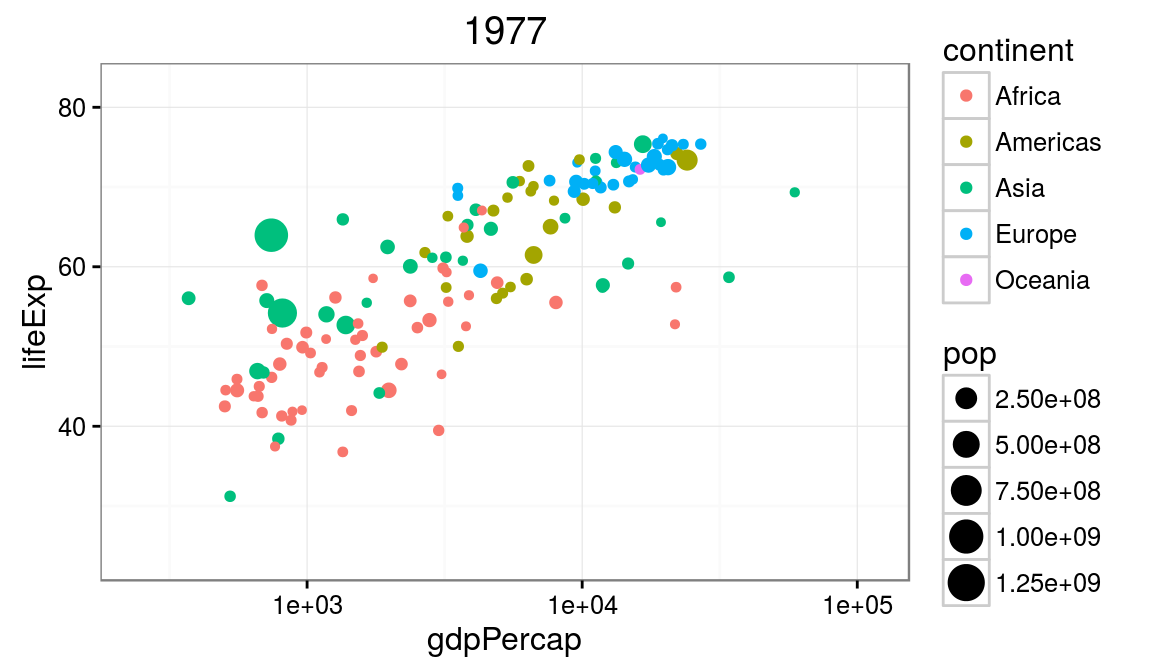 1977
lifeExp
80
60
40
1e+03
1e+04
1e+05
gdpPercap
continent
Africa
Americas
Asia
Europe
Oceania
pop
2.50e+08
5.00e+08
7.50e+08
1.00e+09
1.25e+09